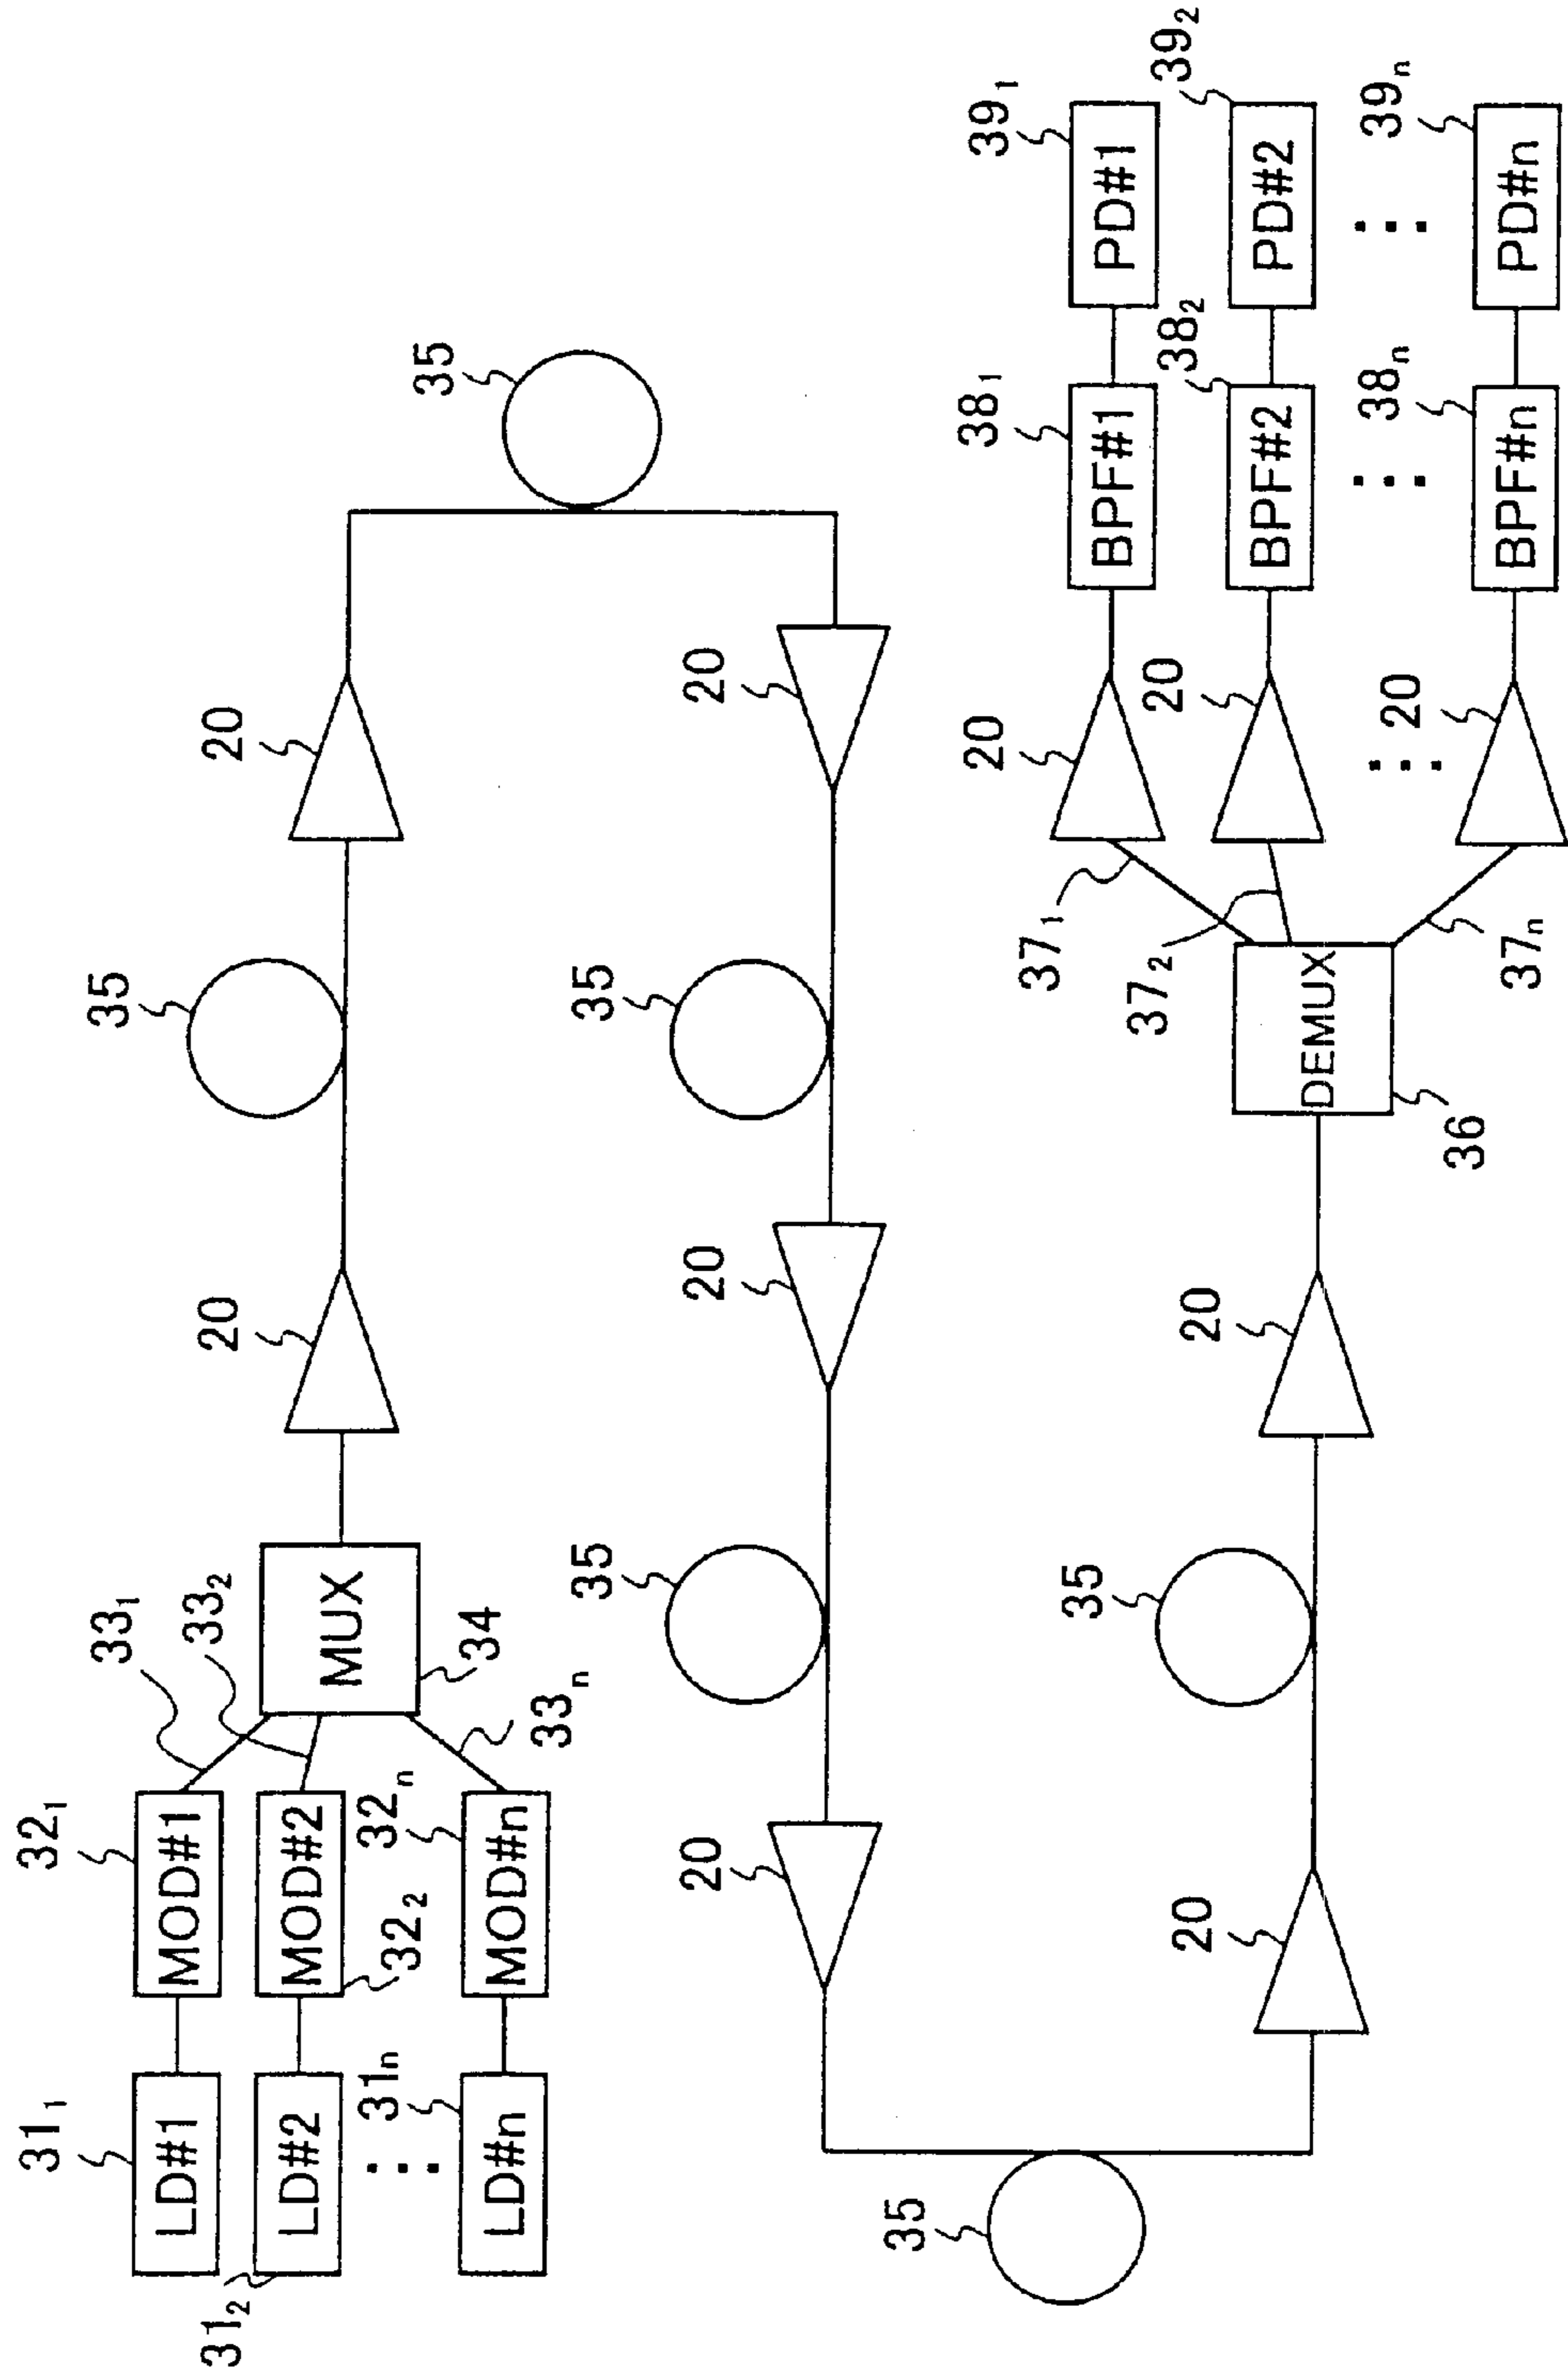 31₁
LD#1
32₁
MOD#1
33₁
31₂
LD#2
32₂
MOD#2
33₂
31ₙ
LD#n
32ₙ
MOD#n
33ₙ
MUX
34
20
35
20
35
20
35
20
35
20
35
20
35
20
DEMUX
36
37₁
20
38₁
BPF#1
39₁
PD#1
37₂
20
38₂
BPF#2
39₂
PD#2
37ₙ
20
38ₙ
BPF#n
39ₙ
PD#n